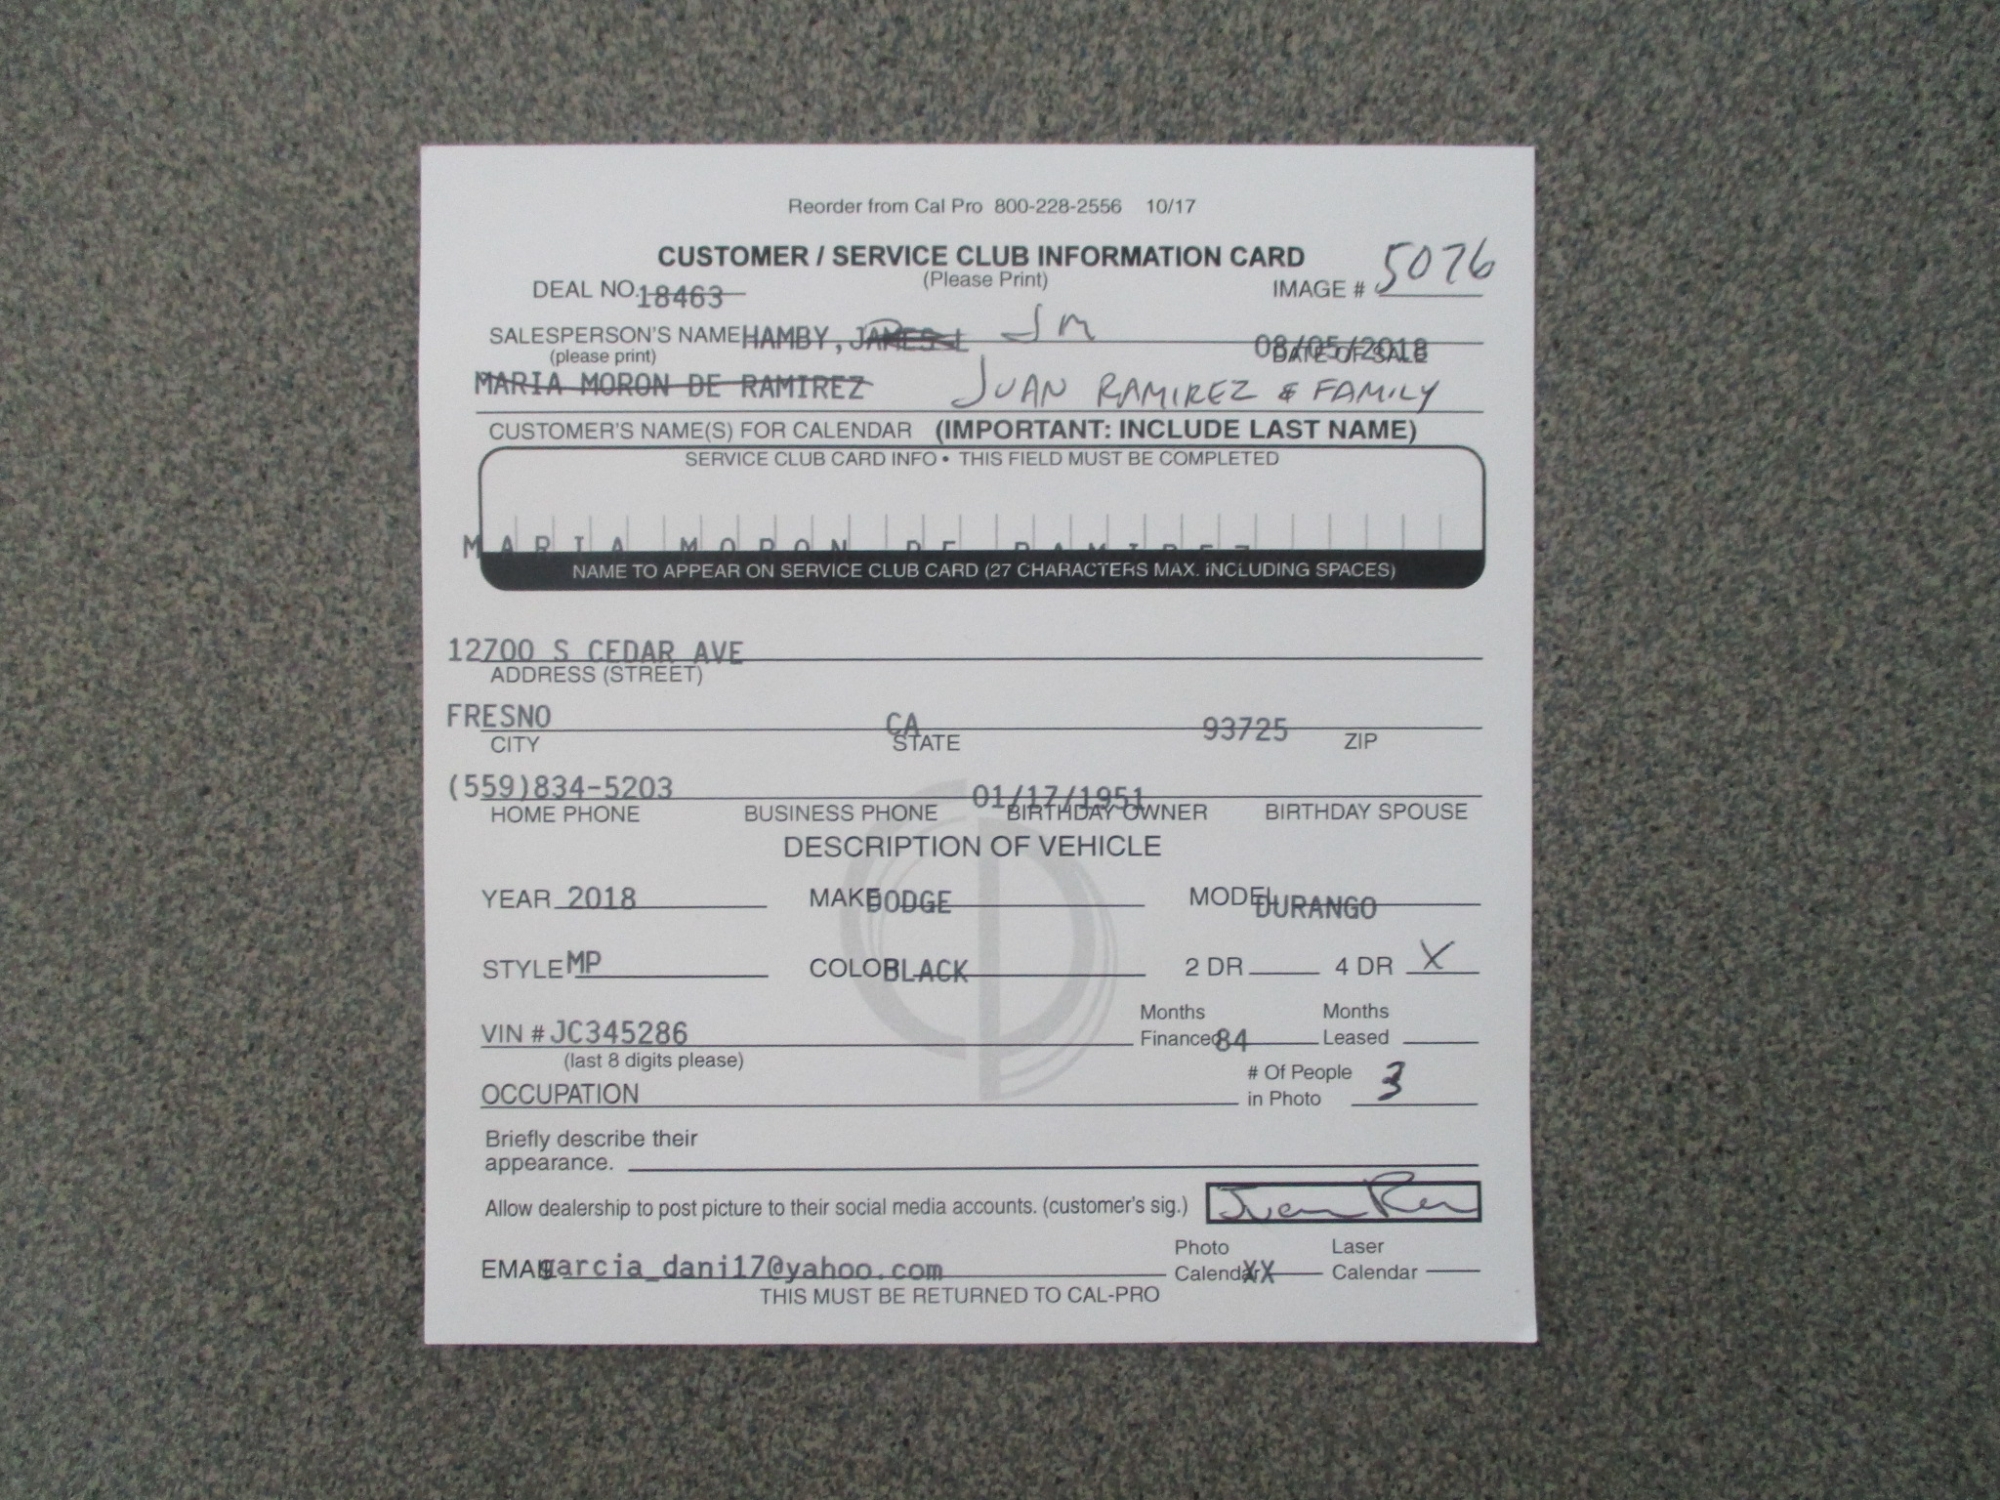 Reorder from Cal Pro 800-228-2556 10/17
CUSTOMER / SERVICE CLUB INFORMATION CARD
(Please Print)
DEAL NO. 18463
IMAGE # 5076
SALESPERSON'S NAME HAMBY, JAMES L Jm
(please print)
08/05/2018
DATE OF SALE
MARIA MORON DE RAMIREZ JUAN RAMIREZ & FAMILY
CUSTOMER'S NAME(S) FOR CALENDAR (IMPORTANT: INCLUDE LAST NAME)
SERVICE CLUB CARD INFO • THIS FIELD MUST BE COMPLETED
MARIA MORON DE RAMIREZ
NAME TO APPEAR ON SERVICE CLUB CARD (27 CHARACTERS MAX. INCLUDING SPACES)
12700 S CEDAR AVE
ADDRESS (STREET)
FRESNO CA 93725
CITY STATE ZIP
(559)834-5203 01/17/1951
HOME PHONE BUSINESS PHONE BIRTHDAY OWNER BIRTHDAY SPOUSE
DESCRIPTION OF VEHICLE
YEAR 2018 MAKE DODGE MODEL DURANGO
STYLE MP COLOR BLACK 2 DR 4 DR X
VIN # JC345286 Months Financed 84 Months Leased
(last 8 digits please)
OCCUPATION # Of People in Photo 3
Briefly describe their
appearance.
Allow dealership to post picture to their social media accounts. (customer's sig.) Juan
EMAIL garcia_dani17@yahoo.com Photo Calendar XX Laser Calendar
THIS MUST BE RETURNED TO CAL-PRO